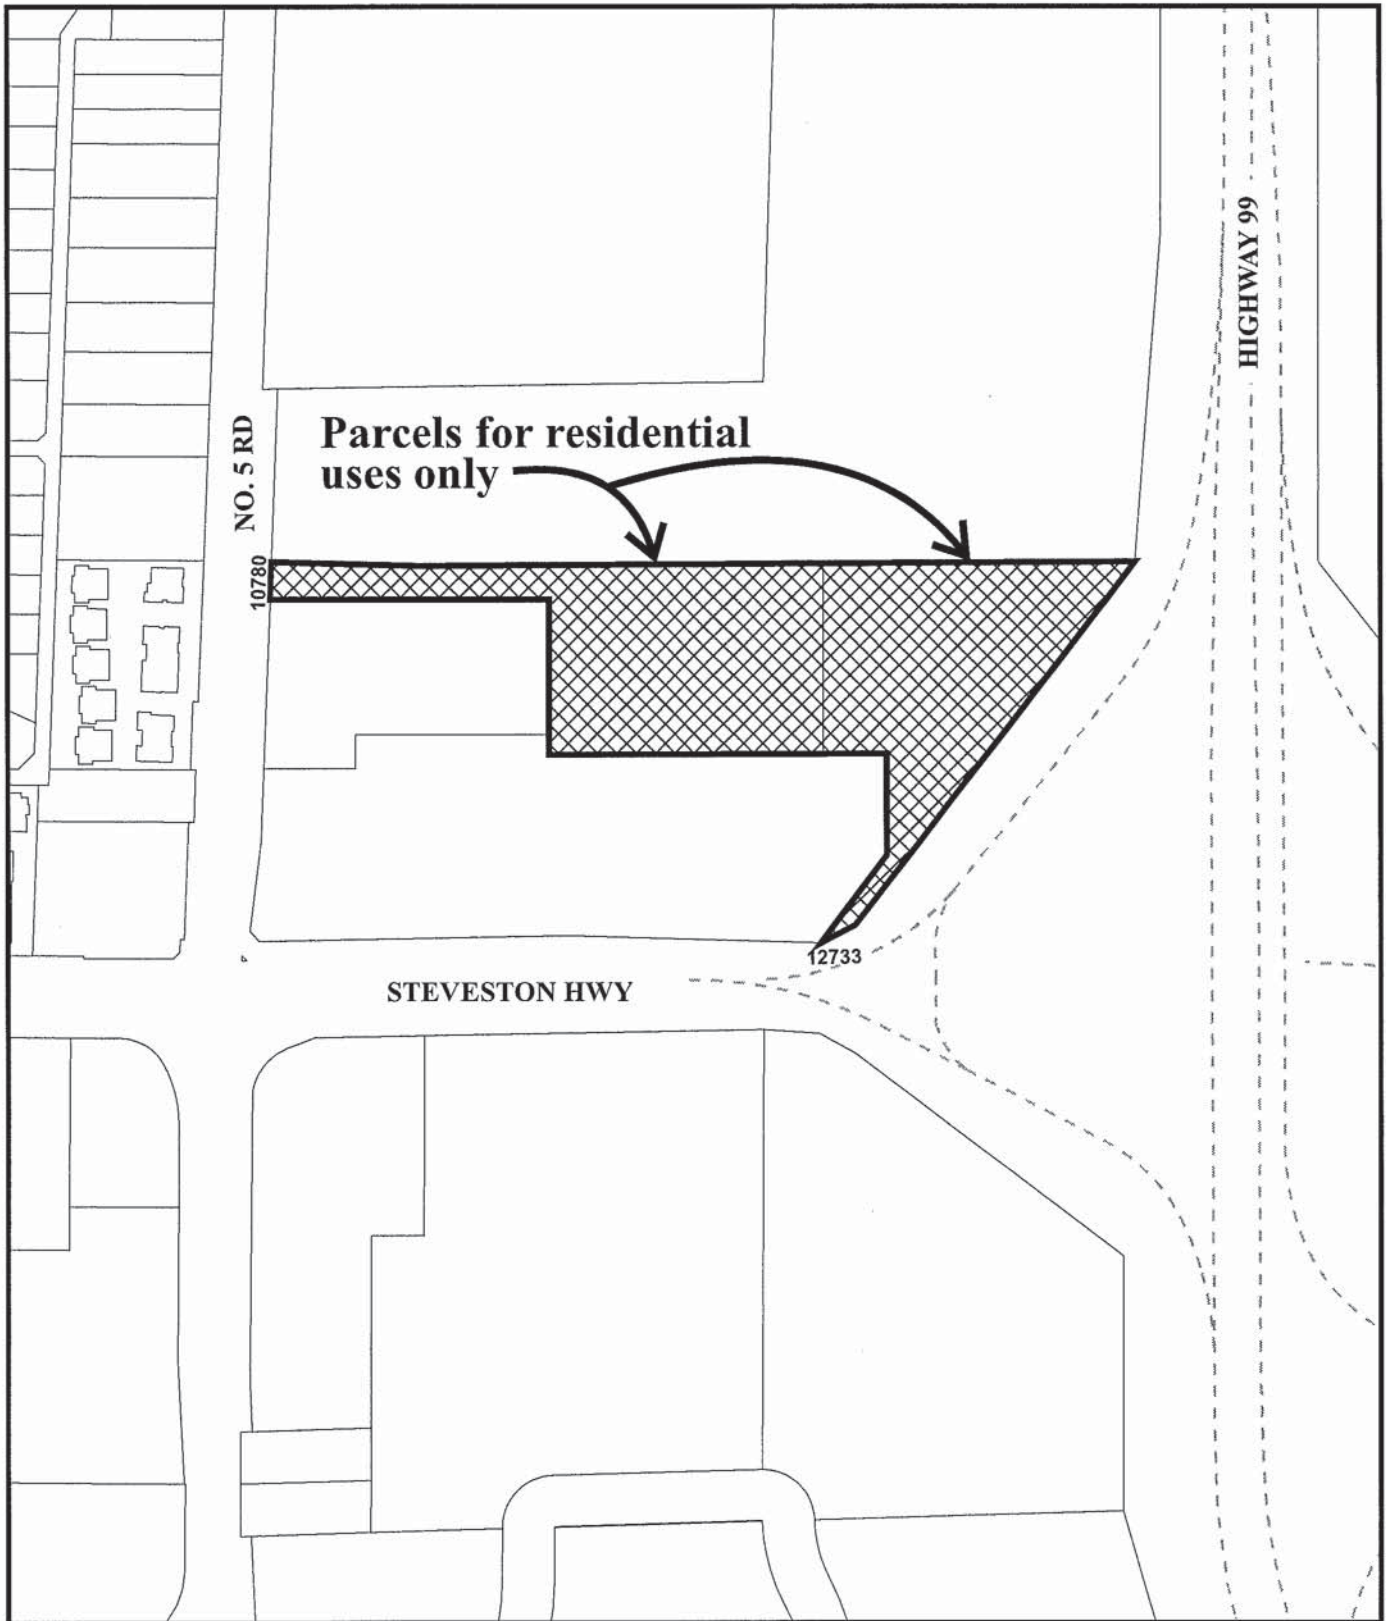 HIGHWAY 99
NO. 5 RD
Parcels for residential
uses only
10780
12733
STEVESTON HWY